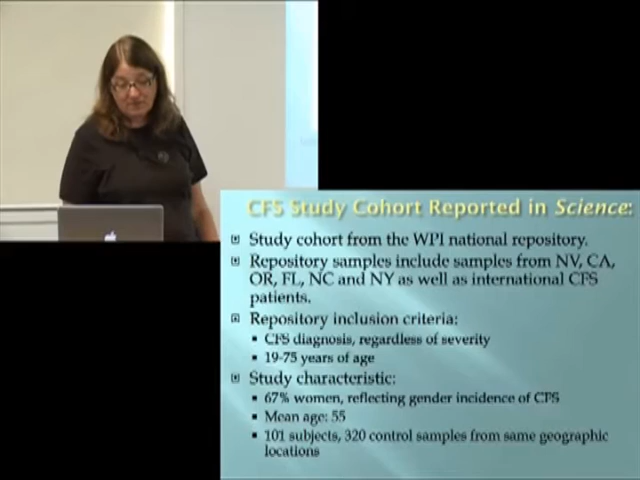 CFS Study Cohort Reported in Science:
Study cohort from the WPI national repository.
Repository samples include samples from NV, CA,
OR, FL, NC and NY as well as international CFS
patients.
Repository inclusion criteria:
CFS diagnosis, regardless of severity
19-75 years of age
Study characteristic:
67% women, reflecting gender incidence of CFS
Mean age: 55
101 subjects, 320 control samples from same geographic
locations